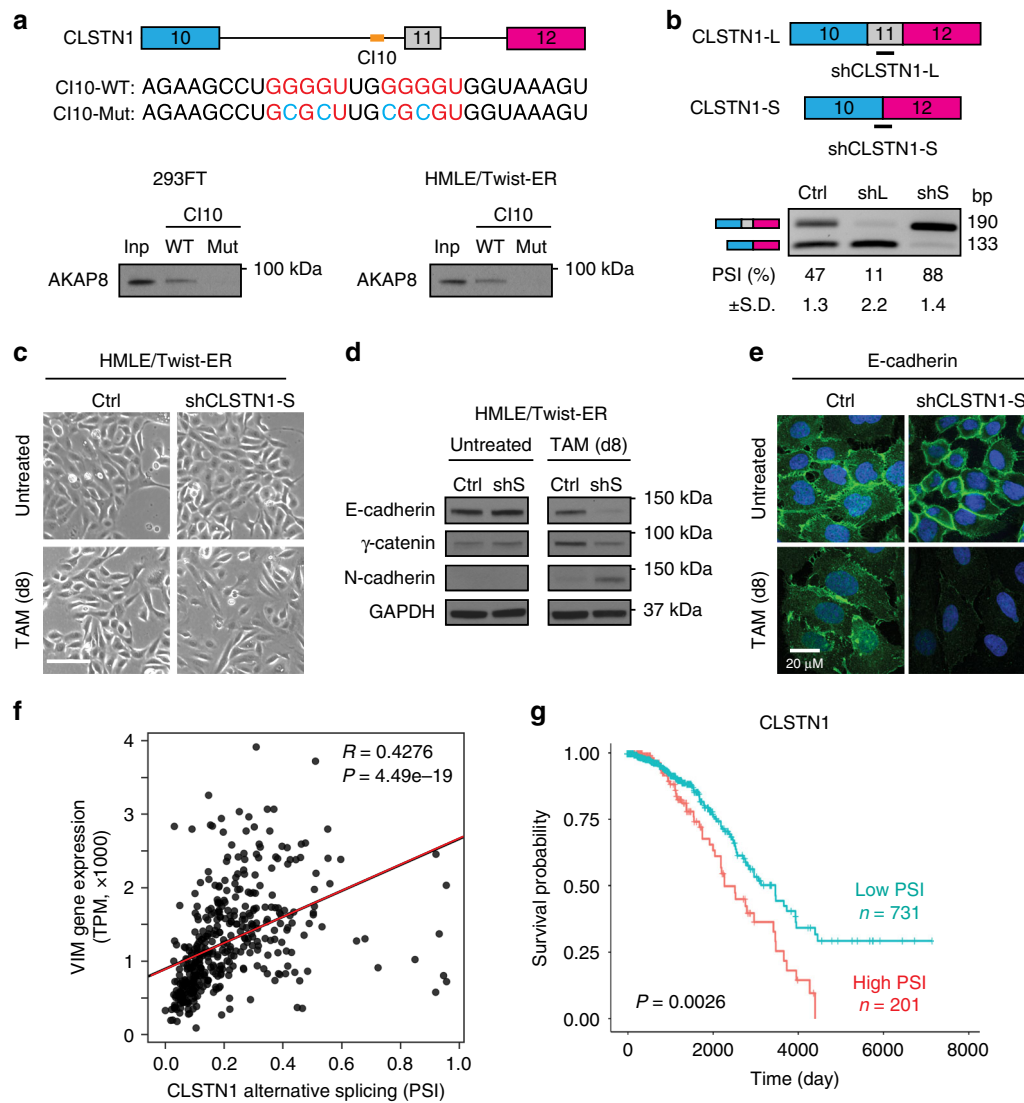 a
CLSTN1
10
11
12
CI10
CI10-WT: AGAAGCCUGGGGUUGGGGGUGGUAAAGU
CI10-Mut: AGAAGCCUGCGCUUGCGCGUGGUAAAGU
293FT
CI10
Inp WT Mut
AKAP8
100 kDa
HMLE/Twist-ER
CI10
Inp WT Mut
AKAP8
100 kDa
b
CLSTN1-L
10
11
12
shCLSTN1-L
CLSTN1-S
10
12
shCLSTN1-S
Ctrl shL shS bp
190
133
PSI (%) 47 11 88
±S.D. 1.3 2.2 1.4
c
HMLE/Twist-ER
Ctrl shCLSTN1-S
Untreated
TAM (d8)
d
HMLE/Twist-ER
Untreated TAM (d8)
Ctrl shS Ctrl shS
E-cadherin 150 kDa
γ-catenin 100 kDa
N-cadherin 150 kDa
GAPDH 37 kDa
e
E-cadherin
Ctrl shCLSTN1-S
Untreated
TAM (d8)
20 μM
f
R = 0.4276
P = 4.49e–19
VIM gene expression
(TPM, ×1000)
4
3
2
1
0
0.0 0.2 0.4 0.6 0.8 1.0
CLSTN1 alternative splicing (PSI)
g
CLSTN1
Survival probability
1.00
0.75
0.50
0.25
0.00
Low PSI
n = 731
High PSI
n = 201
P = 0.0026
0 2000 4000 6000 8000
Time (day)